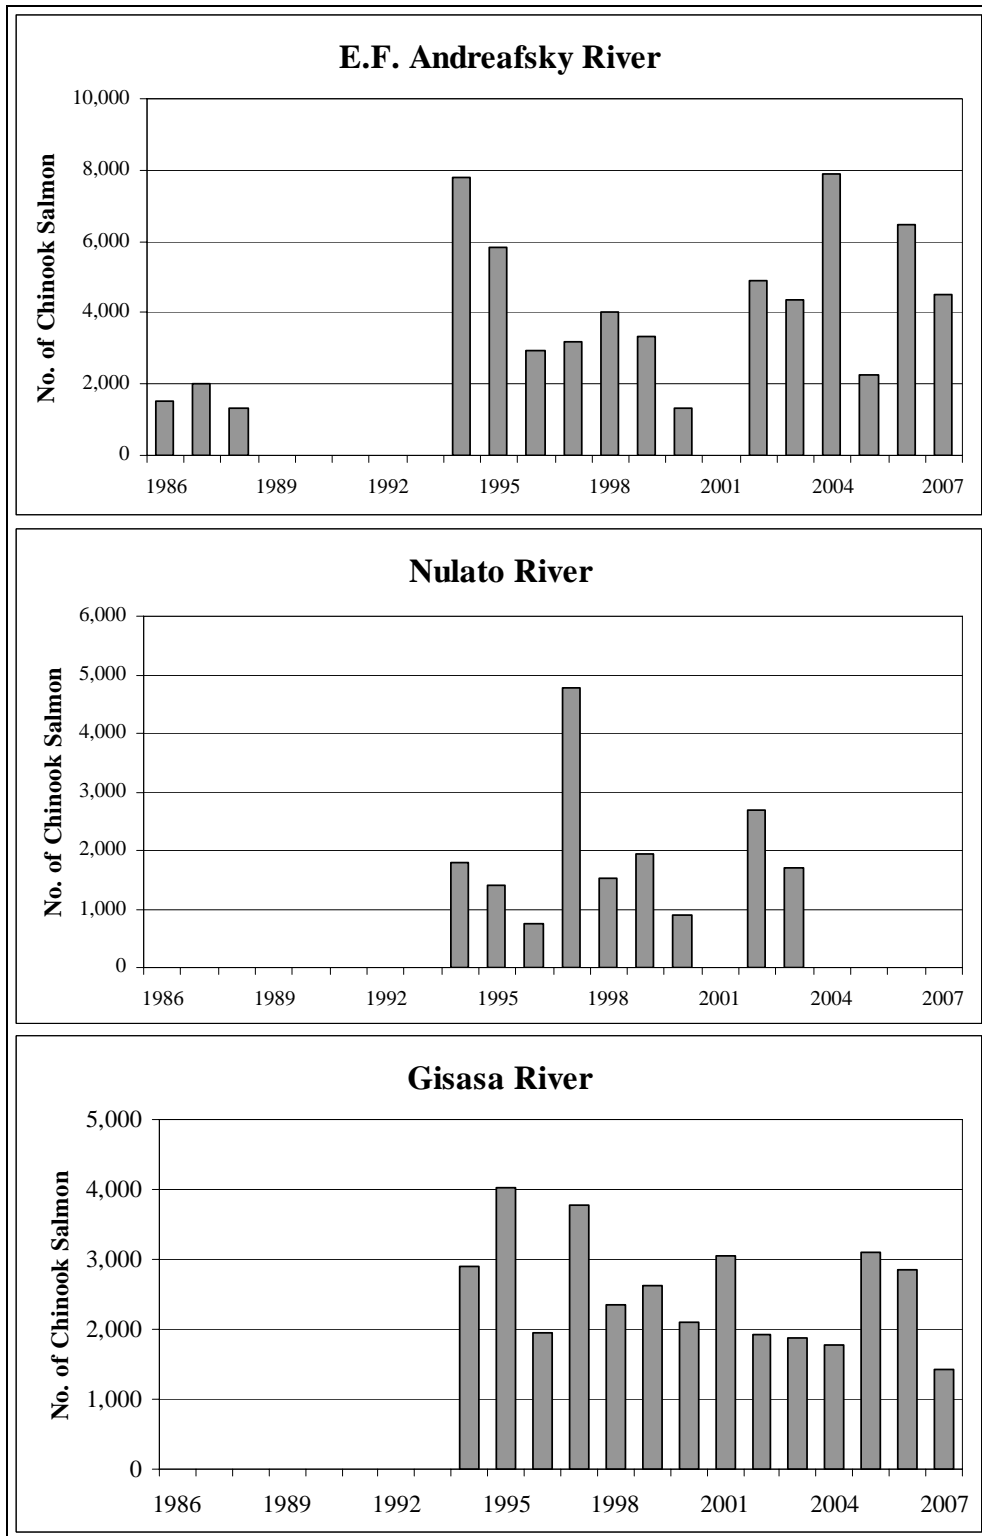 E.F. Andreafsky River
No. of Chinook Salmon
10,000
8,000
6,000
4,000
2,000
0
1986 1989 1992 1995 1998 2001 2004 2007
Nulato River
No. of Chinook Salmon
6,000
5,000
4,000
3,000
2,000
1,000
0
1986 1989 1992 1995 1998 2001 2004 2007
Gisasa River
No. of Chinook Salmon
5,000
4,000
3,000
2,000
1,000
0
1986 1989 1992 1995 1998 2001 2004 2007